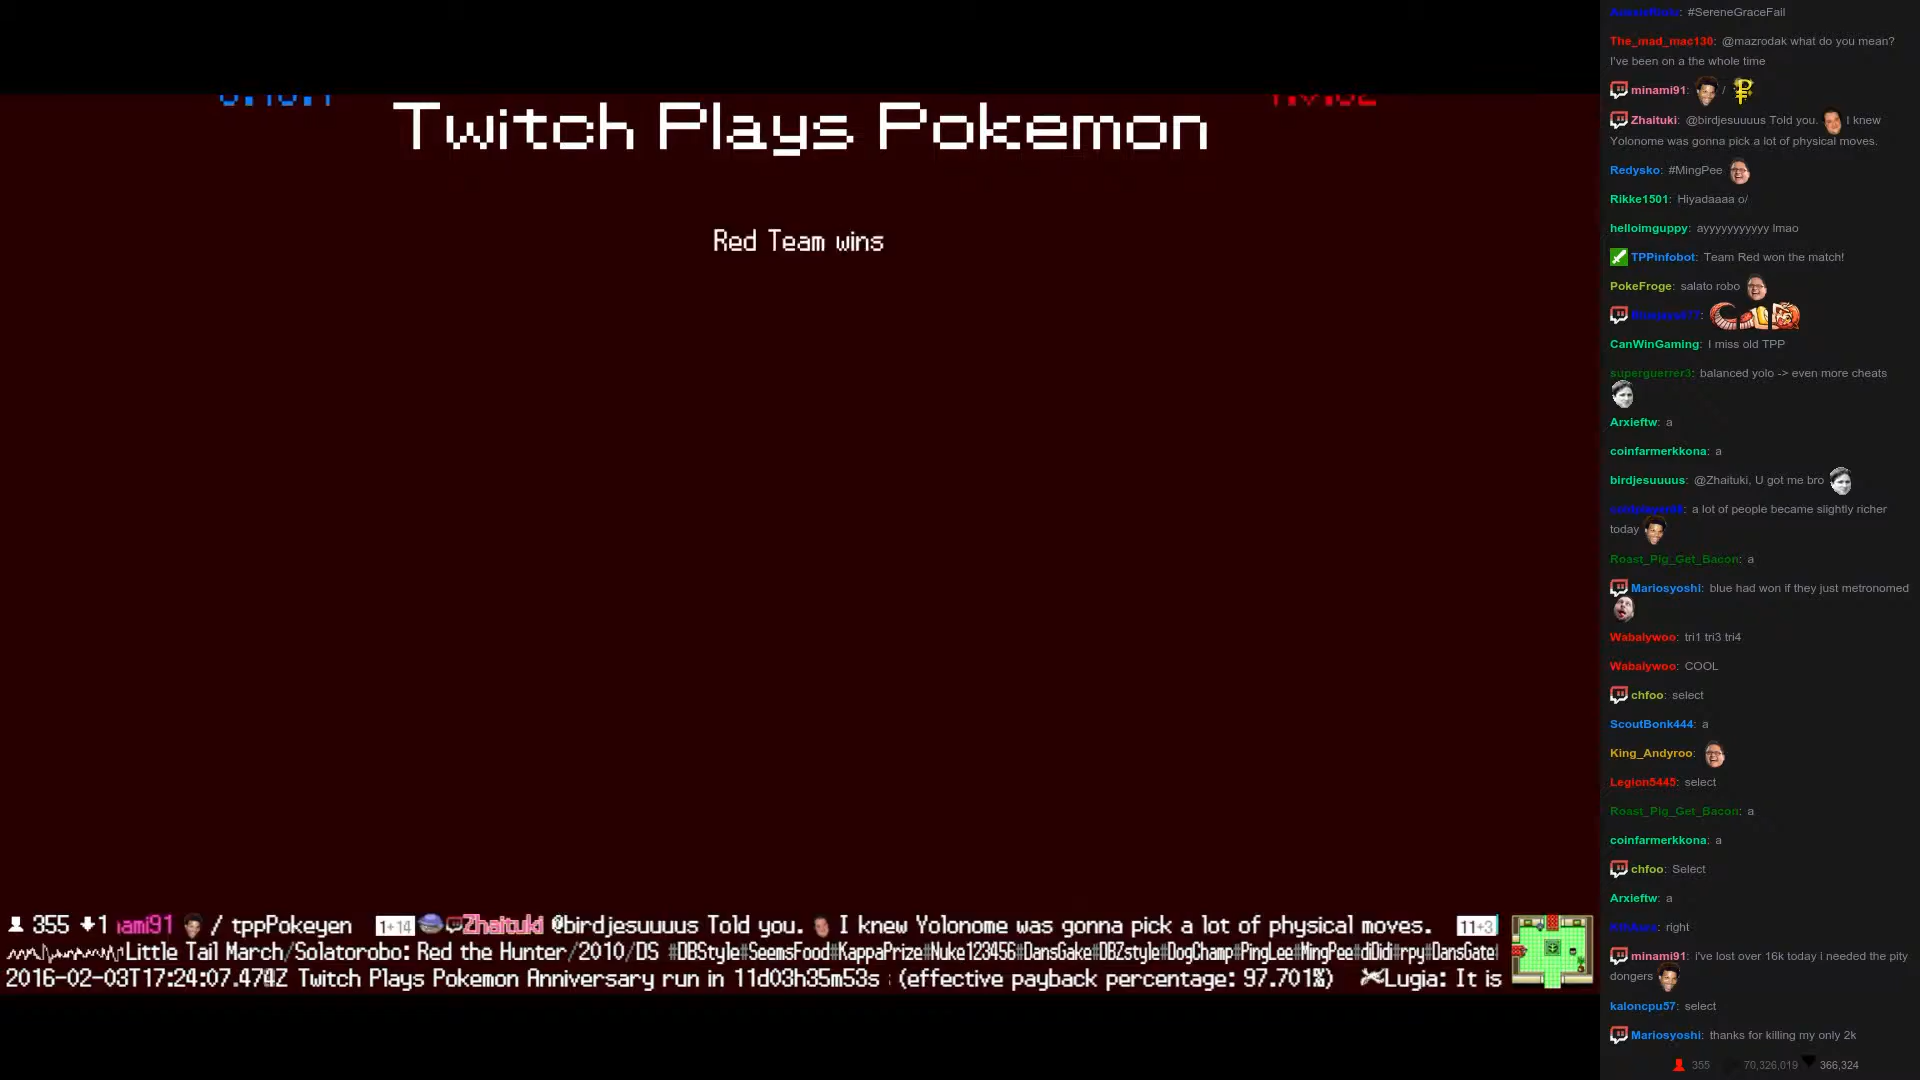 Twitch Plays Pokemon
Red Team wins
355 1 ami91 / tppPokeyen 1+14 Zhaituki @birdjesuuuus Told you. I knew Yolonome was gonna pick a lot of physical moves. 11+3
Little Tail March/Solatorobo: Red the Hunter/2010/DS #DBStyle#SeemsFood#KappaPrize#Nuke123456#DansGake#DBZstyle#DogChamp#PingLee#MingPee#diDid#rpy#DansGate
Twitch Plays Pokemon Anniversary run in 11d03h35m53s (effective payback percentage: 97.701%) Lugia: It is
#SereneGraceFail
The_mad_mac130: @mazrodak what do you mean?
I've been on a the whole time
minami91: /
Zhaituki: @birdjesuuuus Told you. I knew
Yolonome was gonna pick a lot of physical moves.
Redysko: #MingPee
Rikke1501: Hiyadaaaa o/
helloimguppy: ayyyyyyyyyyy lmao
TPPinfobot: Team Red won the match!
PokeFroge: salato robo
CanWinGaming: I miss old TPP
superguerrer3: balanced yolo -> even more cheats
Arxieftw: a
coinfarmerkkona: a
birdjesuuuus: @Zhaituki, U got me bro
a lot of people became slightly richer
today
Roast_Pig_Get_Bacon: a
Mariosyoshi: blue had won if they just metronomed
Wabalywoo: tri1 tri3 tri4
Wabalywoo: COOL
chfoo: select
ScoutBonk444: a
King_Andyroo:
Legion5445: select
Roast_Pig_Get_Bacon: a
coinfarmerkkona: a
chfoo: Select
Arxieftw: a
right
minami91: i've lost over 16k today i needed the pity
dongers
kaloncpu57: select
Mariosyoshi: thanks for killing my only 2k
355 70,326,019 366,324